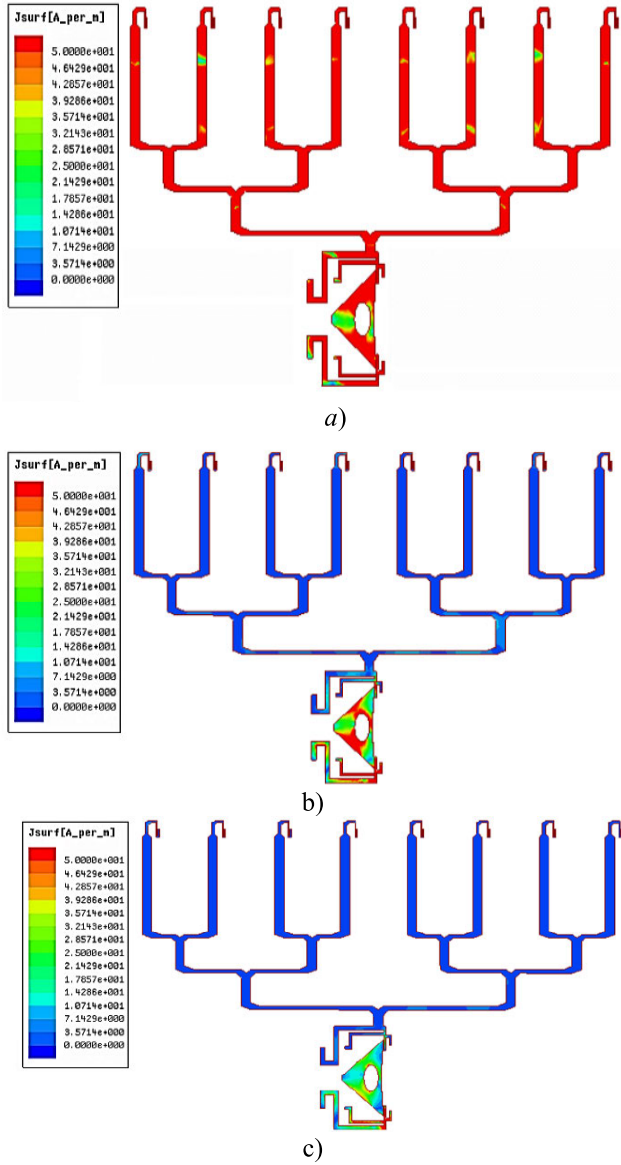 Jsurf[A_per_m]
5.0000e+001
4.6429e+001
4.2857e+001
3.9286e+001
3.5714e+001
3.2143e+001
2.8571e+001
2.5000e+001
2.1429e+001
1.7857e+001
1.4286e+001
1.0714e+001
7.1429e+000
3.5714e+000
0.0000e+000
a)
Jsurf[A_per_m]
5.0000e+001
4.6429e+001
4.2857e+001
3.9286e+001
3.5714e+001
3.2143e+001
2.8571e+001
2.5000e+001
2.1429e+001
1.7857e+001
1.4286e+001
1.0714e+001
7.1429e+000
3.5714e+000
0.0000e+000
b)
Jsurf[A_per_m]
5.0000e+001
4.6429e+001
4.2857e+001
3.9286e+001
3.5714e+001
3.2143e+001
2.8571e+001
2.5000e+001
2.1429e+001
1.7857e+001
1.4286e+001
1.0714e+001
7.1429e+000
3.5714e+000
0.0000e+000
c)